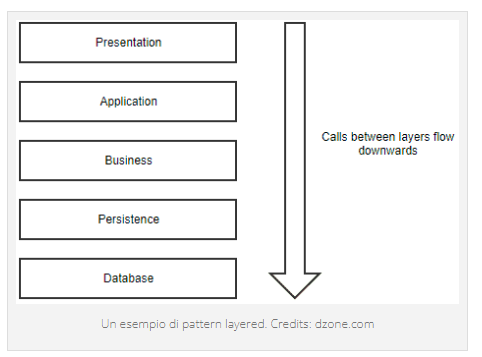 Presentation
Application
Business
Persistence
Database
Calls between layers flow
downwards
Un esempio di pattern layered. Credits: dzone.com